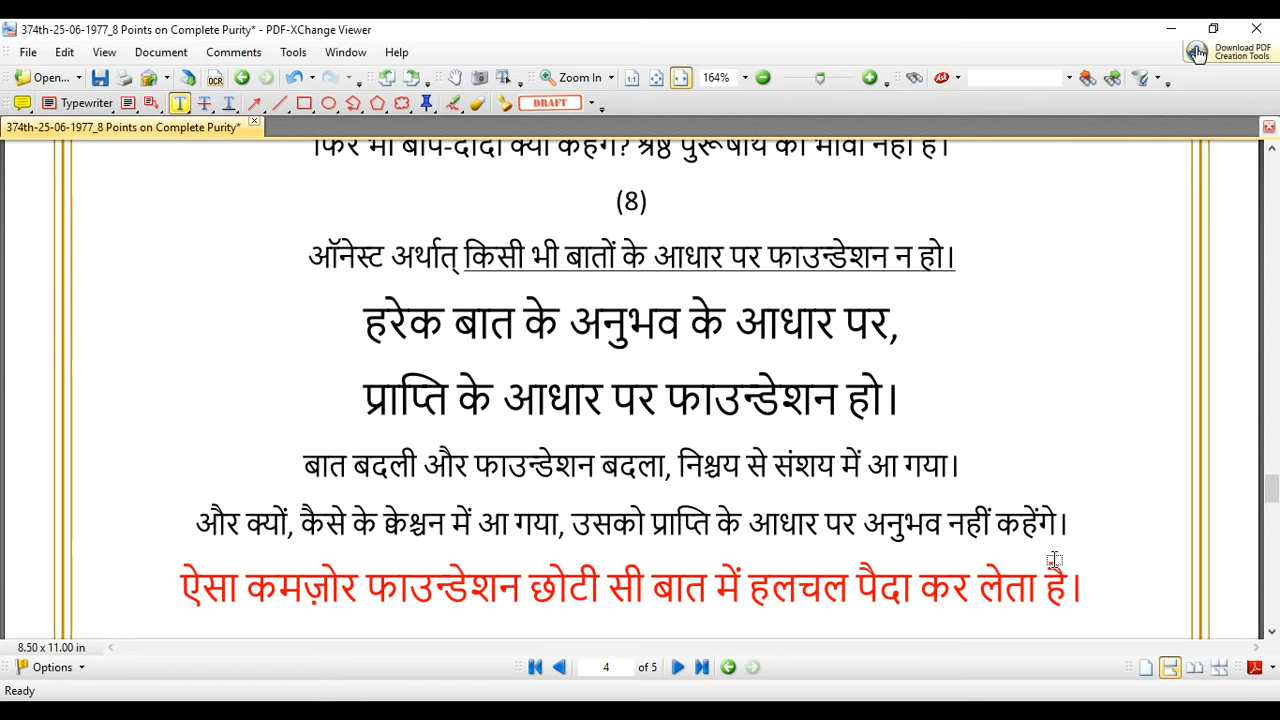 374th-25-06-1977_8 Points on Complete Purity* - PDF-XChange Viewer
File Edit View Document Comments Tools Window Help
Download PDF
Creation Tools
Open... OCR Zoom In 164%
Typewriter DRAFT
374th-25-06-1977_8 Points on Complete Purity*
फिर भी बाप-दादा क्या कहेंगे? श्रेष्ठ पुरूषार्थ की भावी नहीं है।
(8)
ऑनेस्ट अर्थात् किसी भी बातों के आधार पर फाउन्डेशन न हो।
हरेक बात के अनुभव के आधार पर,
प्राप्ति के आधार पर फाउन्डेशन हो।
बात बदली और फाउन्डेशन बदला, निश्चय से संशय में आ गया।
और क्यों, कैसे के क्वेश्चन में आ गया, उसको प्राप्ति के आधार पर अनुभव नहीं कहेंगे।
ऐसा कमज़ोर फाउन्डेशन छोटी सी बात में हलचल पैदा कर लेता है।
8.50 x 11.00 in
Options 4 of 5
Ready